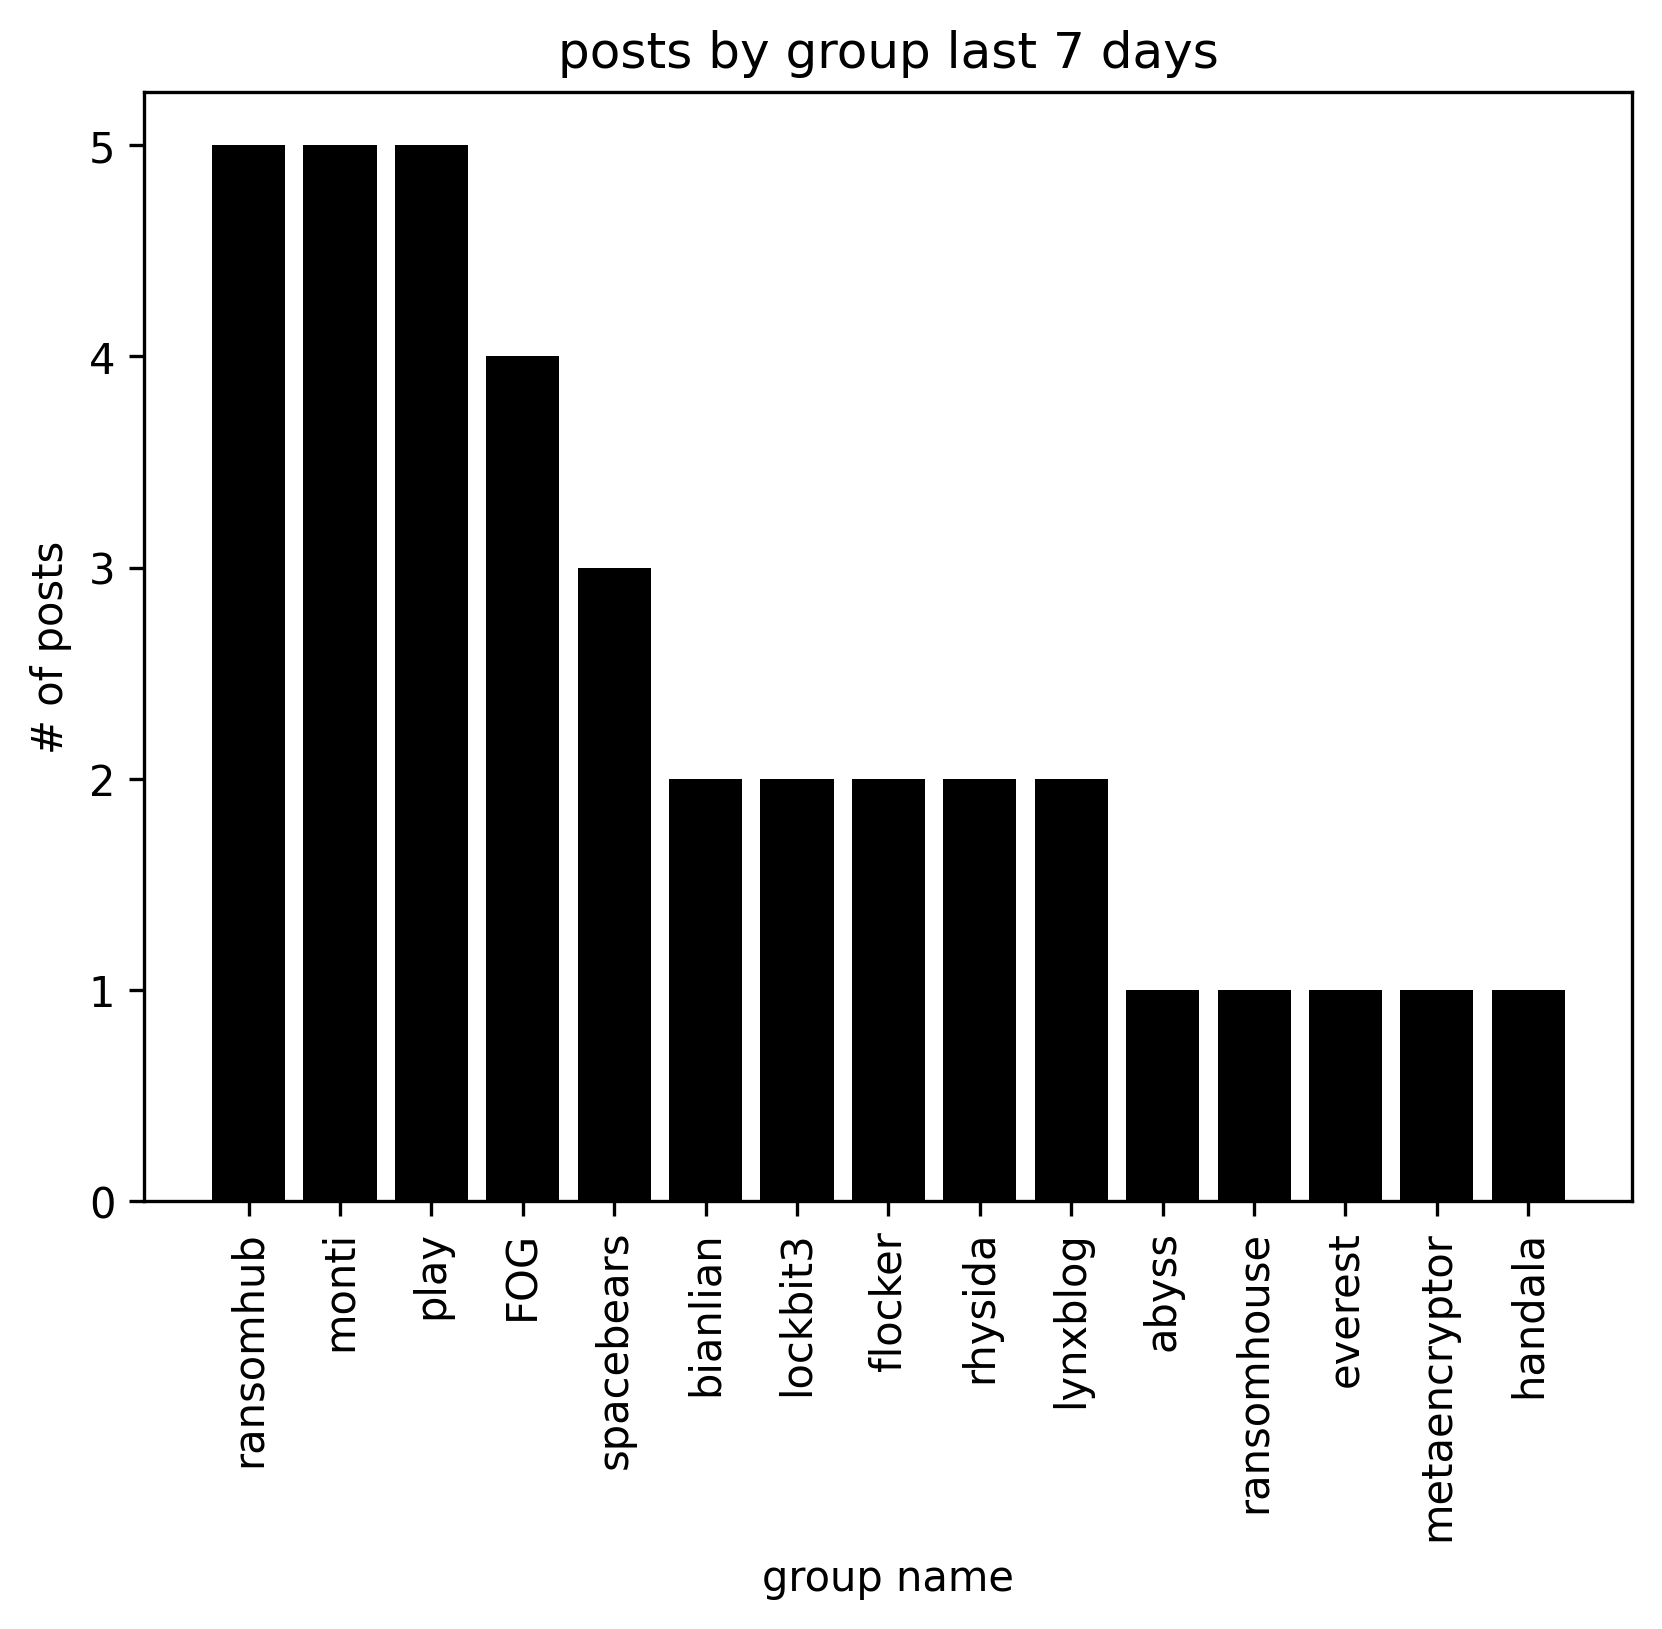 posts by group last 7 days
# of posts
5
4
3
2
1
0
ransomhub
monti
play
FOG
spacebears
bianlian
lockbit3
flocker
rhysida
lynxblog
abyss
ransomhouse
everest
metaencryptor
handala
group name